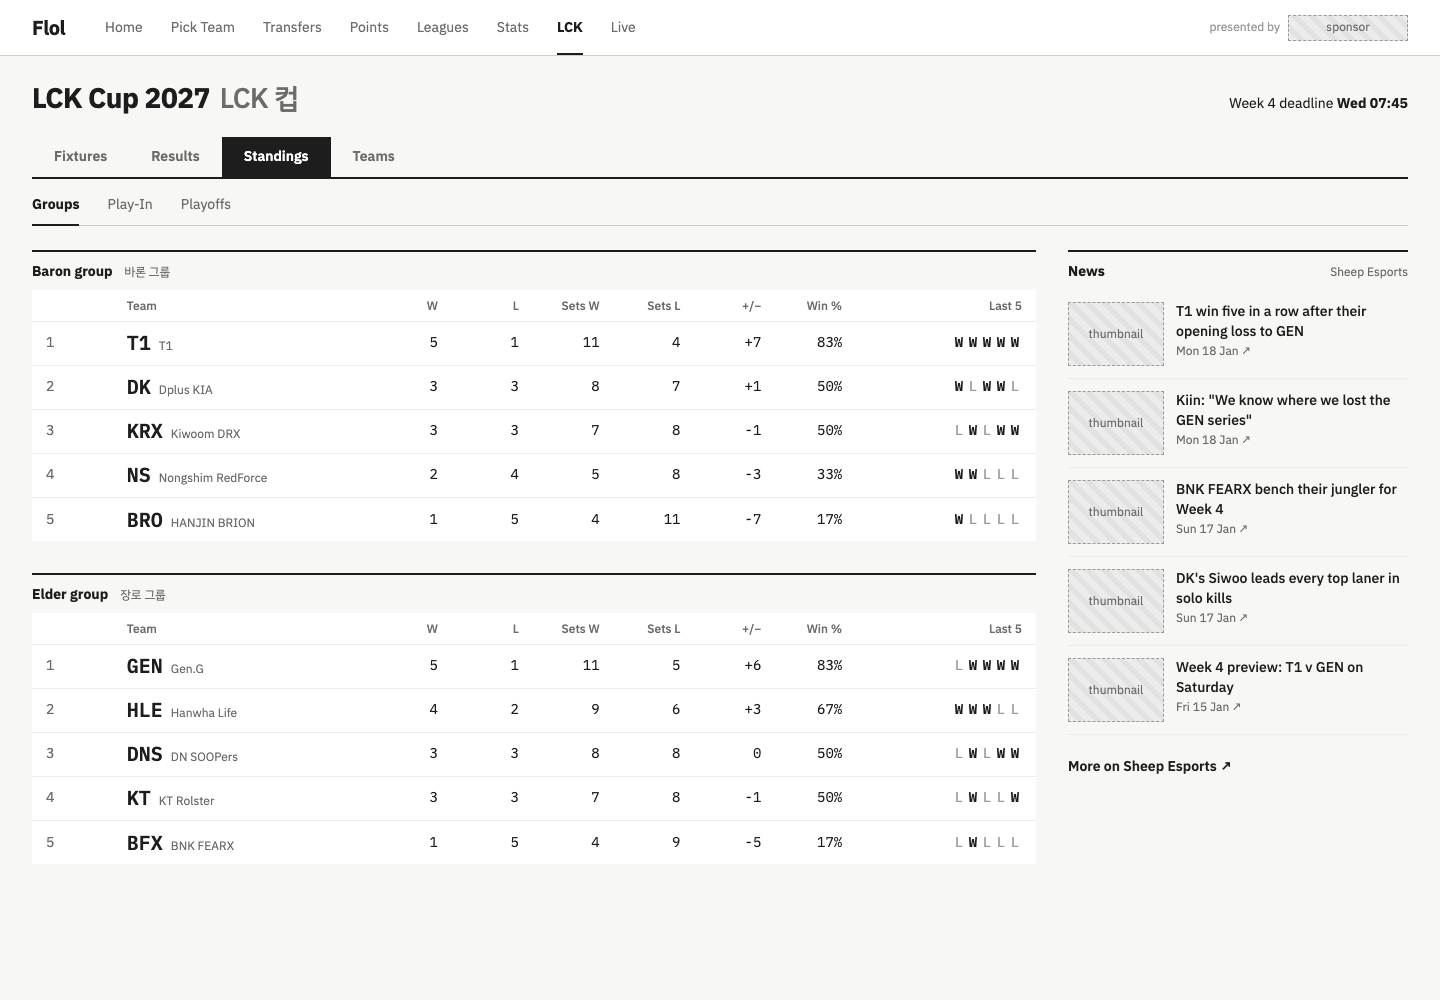 Flol Home Pick Team Transfers Points Leagues Stats LCK Live presented by sponsor
LCK Cup 2027 LCK 컵
Week 4 deadline Wed 07:45
Fixtures Results Standings Teams
Groups Play-In Playoffs
Baron group 바론 그룹
Team W L Sets W Sets L +/− Win % Last 5
1 T1 T1 5 1 11 4 +7 83% W W W W W
2 DK Dplus KIA 3 3 8 7 +1 50% W L W W L
3 KRX Kiwoom DRX 3 3 7 8 -1 50% L W L W W
4 NS Nongshim RedForce 2 4 5 8 -3 33% W W L L L
5 BRO HANJIN BRION 1 5 4 11 -7 17% W L L L L
Elder group 장로 그룹
Team W L Sets W Sets L +/− Win % Last 5
1 GEN Gen.G 5 1 11 5 +6 83% L W W W W
2 HLE Hanwha Life 4 2 9 6 +3 67% W W W L L
3 DNS DN SOOPers 3 3 8 8 0 50% L W L W W
4 KT KT Rolster 3 3 7 8 -1 50% L W L L W
5 BFX BNK FEARX 1 5 4 9 -5 17% L W L L L
News Sheep Esports
thumbnail
T1 win five in a row after their
opening loss to GEN
Mon 18 Jan ↗
thumbnail
Kiin: "We know where we lost the
GEN series"
Mon 18 Jan ↗
thumbnail
BNK FEARX bench their jungler for
Week 4
Sun 17 Jan ↗
thumbnail
DK's Siwoo leads every top laner in
solo kills
Sun 17 Jan ↗
thumbnail
Week 4 preview: T1 v GEN on
Saturday
Fri 15 Jan ↗
More on Sheep Esports ↗